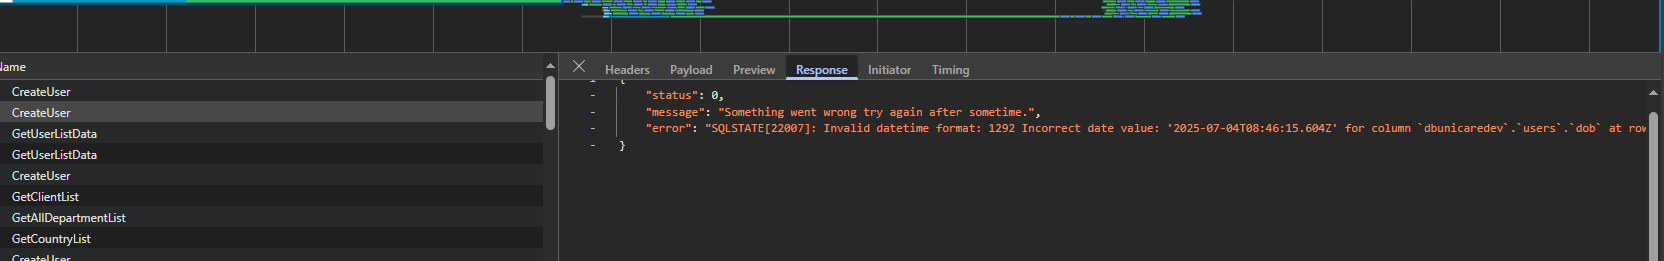 Name
CreateUser
CreateUser
GetUserListData
GetUserListData
CreateUser
GetClientList
GetAllDepartmentList
GetCountryList
CreateUser
Headers Payload Preview Response Initiator Timing
1 {
- "status": 0,
- "message": "Something went wrong try again after sometime.",
- "error": "SQLSTATE[22007]: Invalid datetime format: 1292 Incorrect date value: '2025-07-04T08:46:15.604Z' for column `dbunicaredev`.`users`.`dob` at row
- }